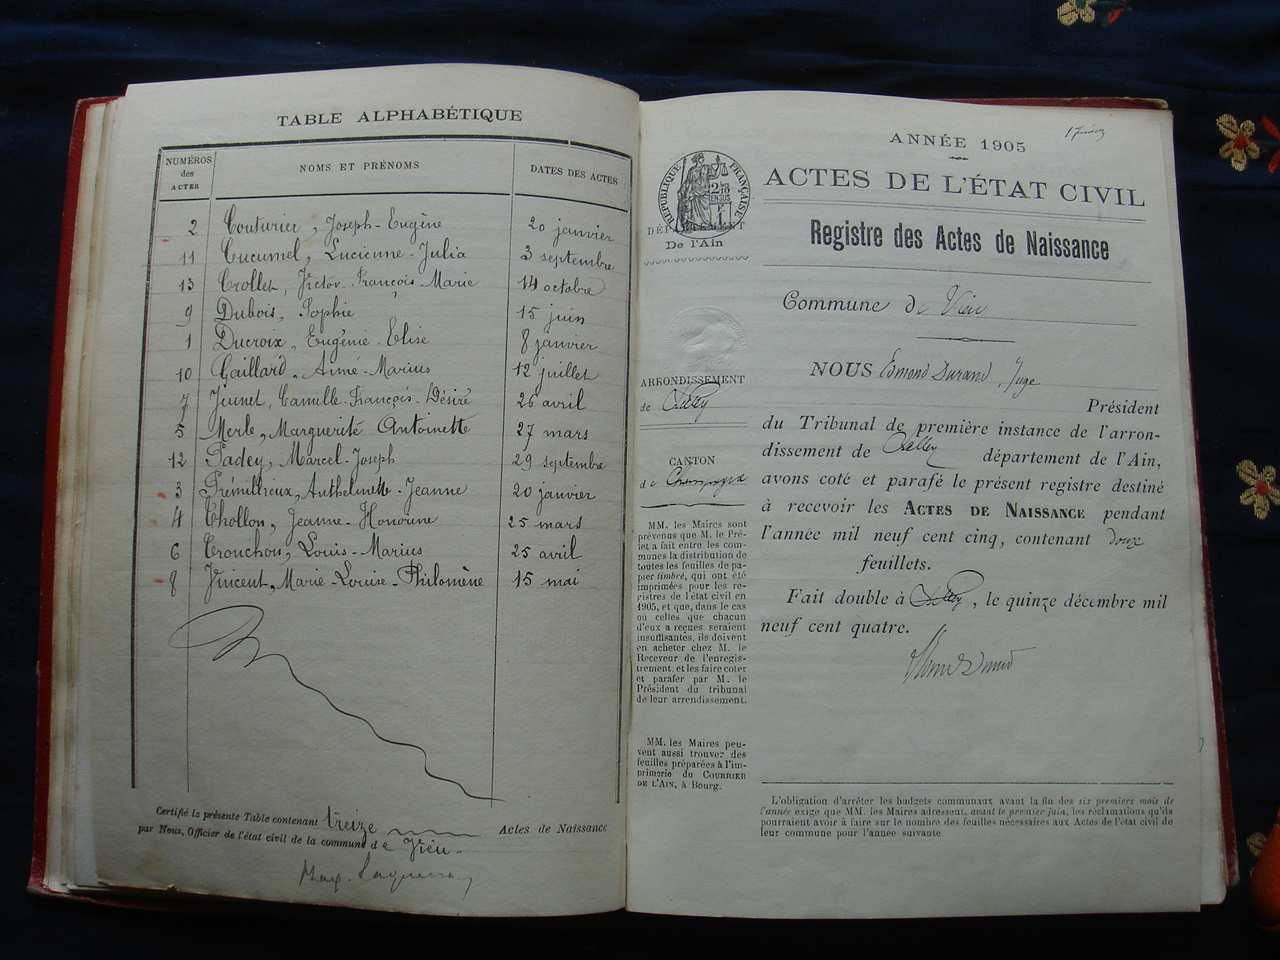 TABLE ALPHABÉTIQUE
NUMÉROS des ACTES NOMS ET PRÉNOMS DATES DES ACTES
2 Couturier, Joseph-Eugène 20 janvier
11 Cucumel, Lucienne-Julia 3 septembre
13 Crollet, Victor François Marie 14 octobre
9 Dubois, Sophie 15 juin
1 Ducroix, Eugénie-Elise 8 janvier
10 Gaillard, Aimé-Marius 12 juillet
7 Jeunet, Camille-François-Désiré 26 avril
5 Merle, Marguerite Antoinette 27 mars
12 Padey, Marcel-Joseph 29 septembre
3 Prémillieux, Anthelmette-Jeanne 20 janvier
4 Chollon, Jeanne-Honorine 25 mars
6 Trouchon, Louis-Marius 25 avril
8 Vincent, Marie-Louise-Philomène 15 mai
Certifié la présente Table contenant treize Actes de Naissance
par Nous, Officier de l'état civil de la commune de Vieu.
ANNÉE 1905
ACTES DE L'ÉTAT CIVIL
Registre des Actes de Naissance
RÉPUBLIQUE FRANÇAISE
DÉPARTEMENT
De l'Ain
Commune de Vieu
ARRONDISSEMENT
de Belley
CANTON
de Champagne
MM. les Maires sont
prévenus que M. le Pré-
fet a fait entre les com-
munes la distribution de
toutes les feuilles de pa-
pier timbré, qui ont été
imprimées pour les re-
gistres de l'état civil en
1905, et que, dans le cas
où celles que chacun
d'eux a reçues seraient
insuffisantes, ils doivent
en acheter chez M. le
Receveur de l'enregis-
trement, et les faire coter
et parafer par M. le
Président du tribunal
de leur arrondissement.
MM. les Maires peu-
vent aussi trouver des
feuilles préparées à l'im-
primerie du COURRIER
DE L'AIN, à Bourg.
NOUS Edmond Durand, Juge
Président
du Tribunal de première instance de l'arron-
dissement de Belley département de l'Ain,
avons coté et parafé le présent registre destiné
à recevoir les ACTES DE NAISSANCE pendant
l'année mil neuf cent cinq, contenant douze
feuillets.
Fait double à Belley, le quinze décembre mil
neuf cent quatre.
L'obligation d'arrêter les budgets communaux avant la fin des six premiers mois de
l'année exige que MM. les Maires adressent, avant le premier juin, les réclamations qu'ils
pourraient avoir à faire sur le nombre des feuilles nécessaires aux Actes de l'état civil de
leur commune pour l'année suivante.